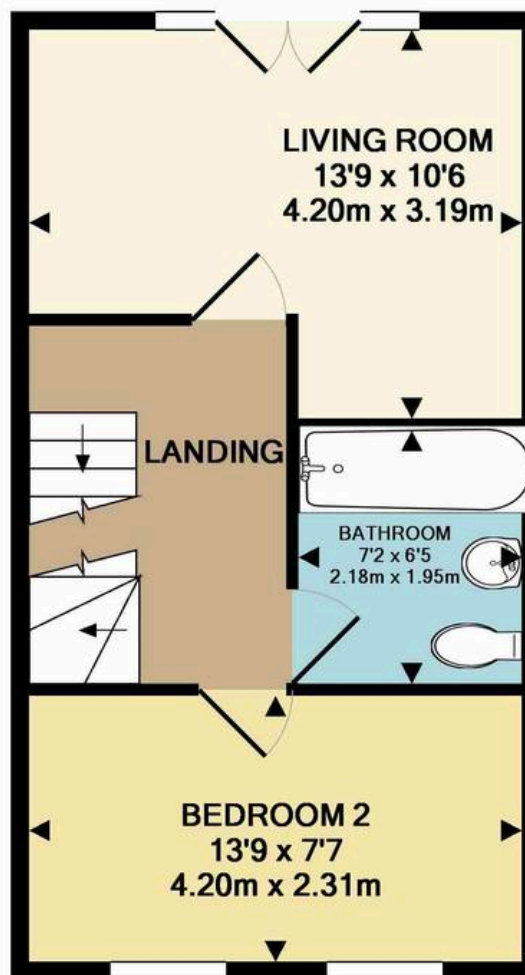 LIVING ROOM
13'9 x 10'6
4.20m x 3.19m
LANDING
BATHROOM
7'2 x 6'5
2.18m x 1.95m
BEDROOM 2
13'9 x 7'7
4.20m x 2.31m